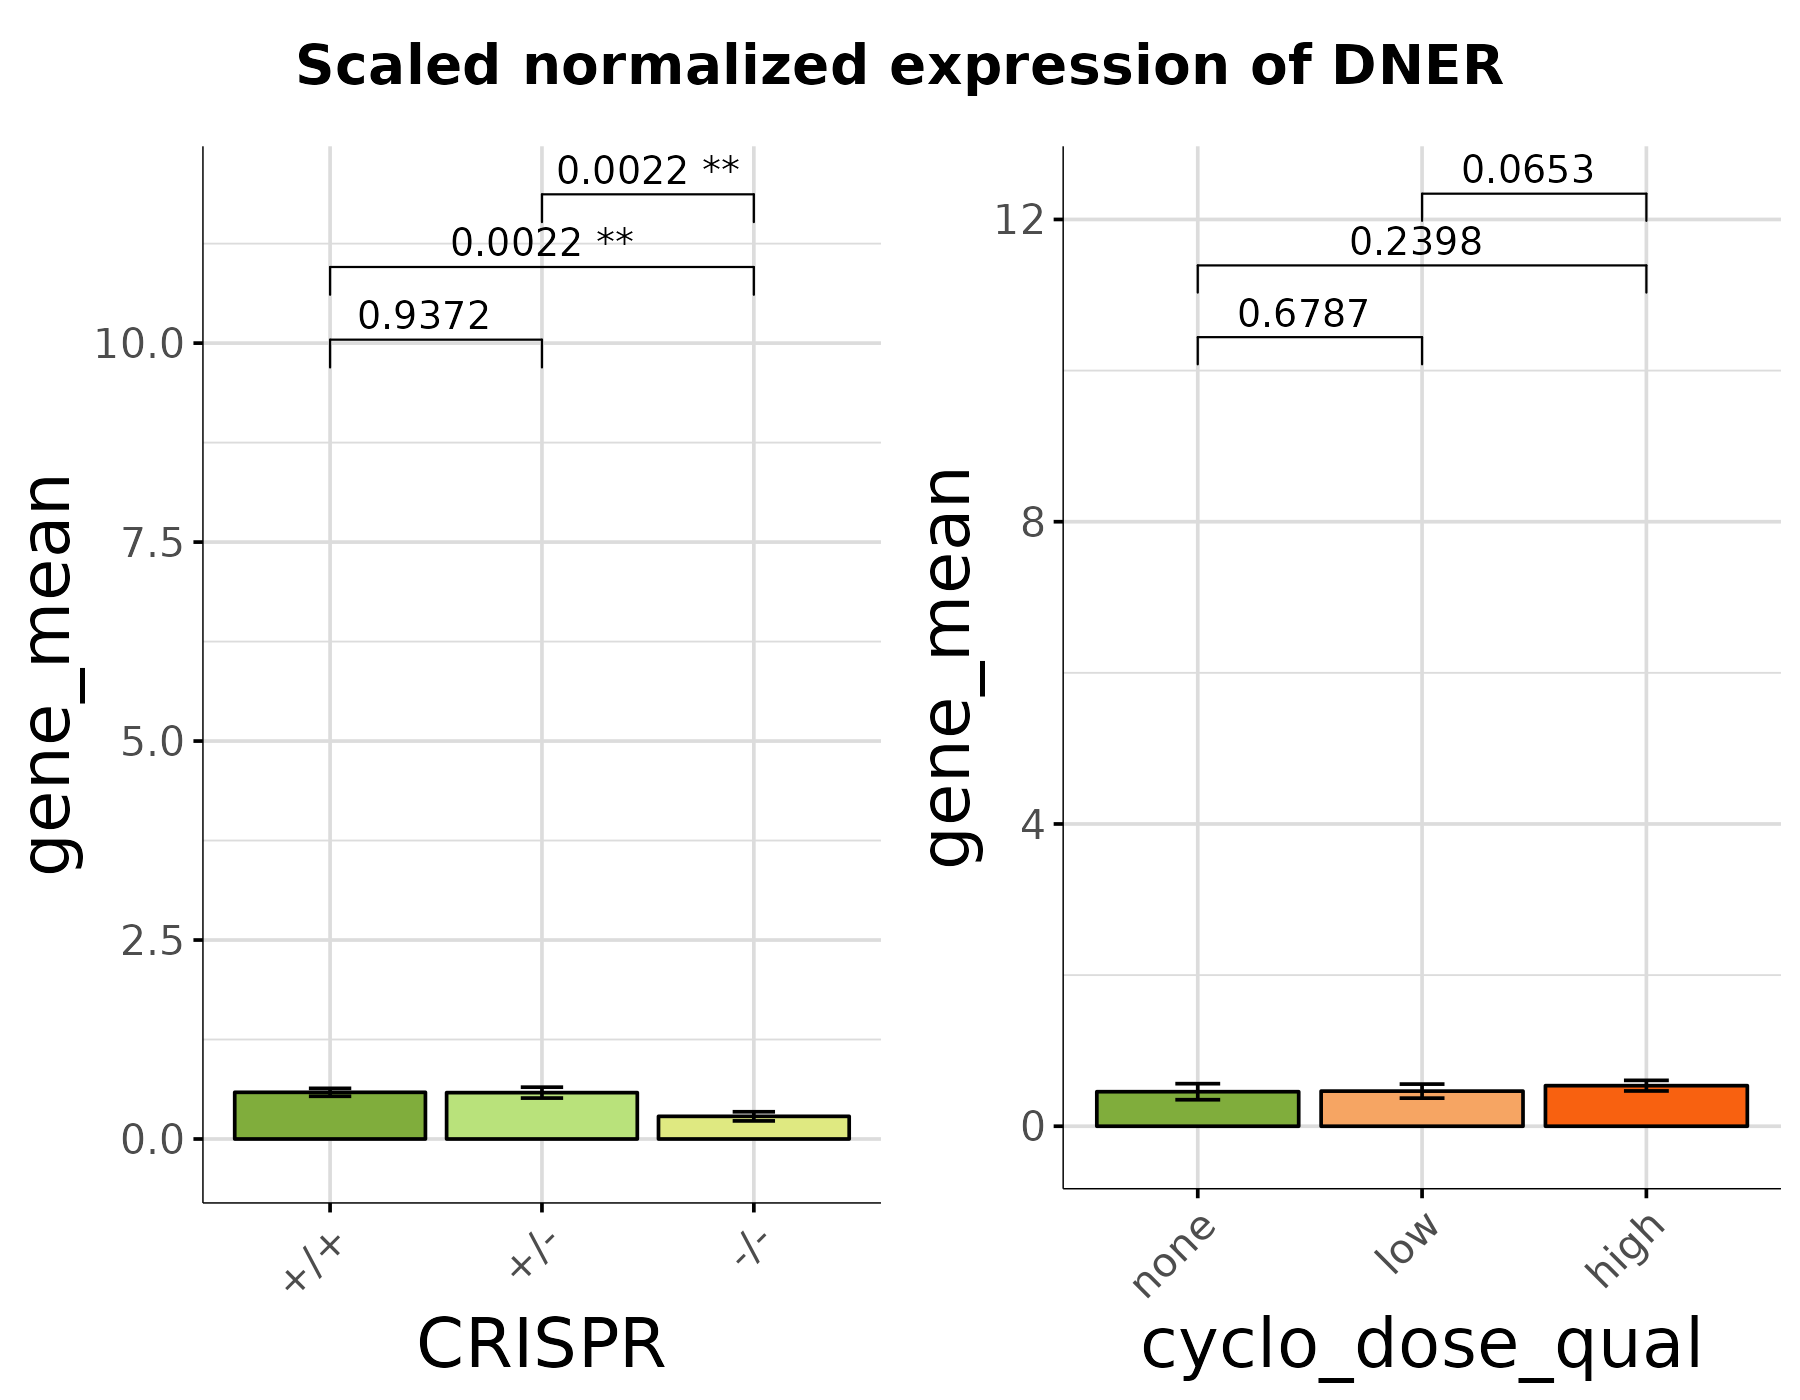 Scaled normalized expression of DNER
gene_mean
10.0
7.5
5.0
2.5
0.0
0.0022 **
0.0022 **
0.9372
+/+
+/-
-/-
CRISPR
gene_mean
12
8
4
0
0.0653
0.2398
0.6787
none
low
high
cyclo_dose_qual